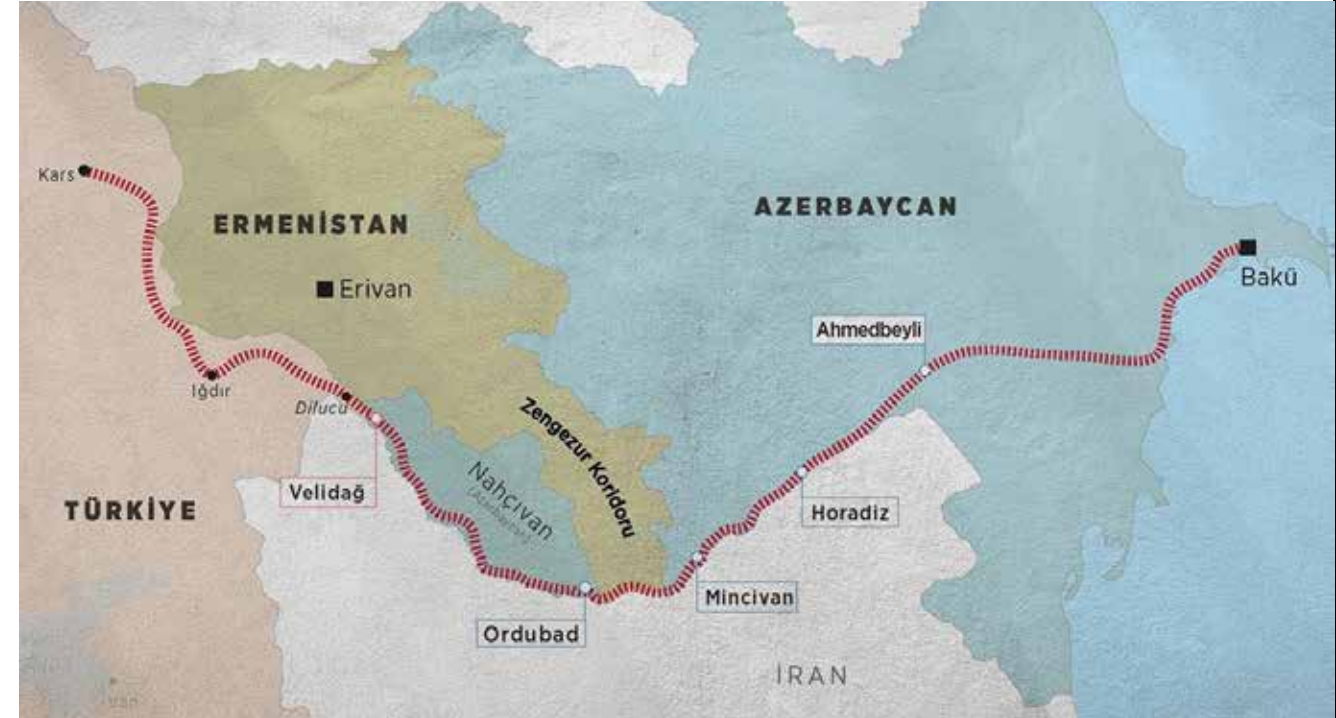 Kars
ERMENİSTAN
AZERBAYCAN
Erivan
Bakü
Ahmedbeyli
Iğdır
Dilucu
Zengezur Koridoru
Nahçıvan
(Azerbaycan)
Velidağ
TÜRKİYE
Horadiz
Mincivan
Ordubad
İRAN